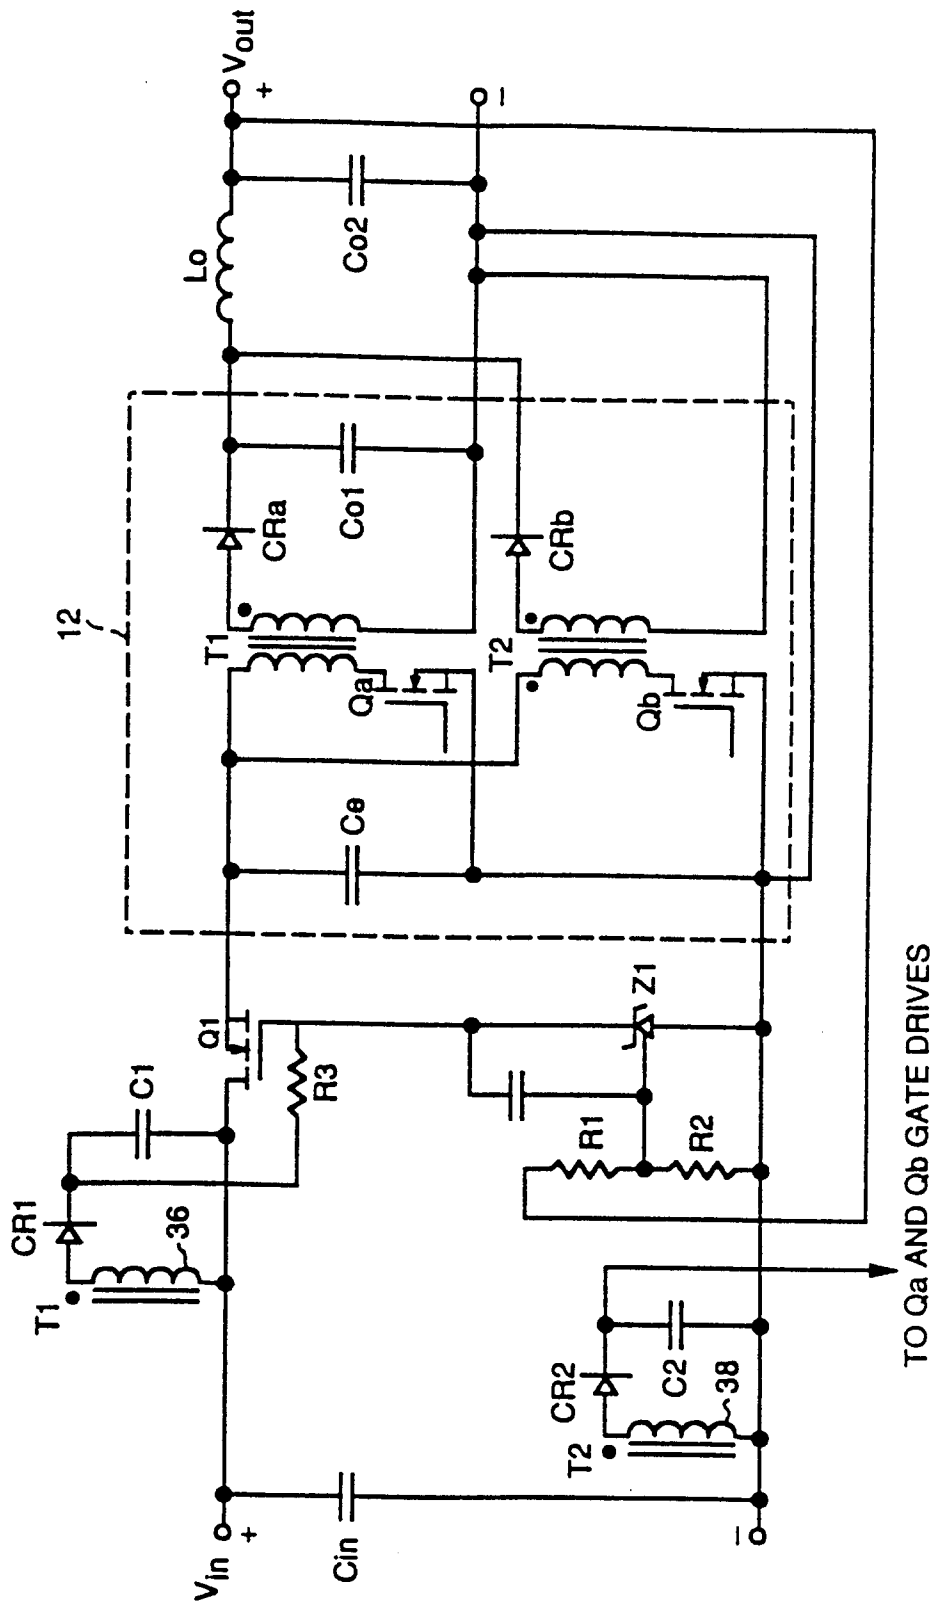 Vin
+
−
Cin
T1
36
CR1
C1
Q1
R3
T2
38
CR2
C2
R1
R2
Z1
12
Ce
T1
Qa
CRa
Co1
T2
Qb
CRb
Lo
Co2
Vout
+
−
TO Qa AND Qb GATE DRIVES